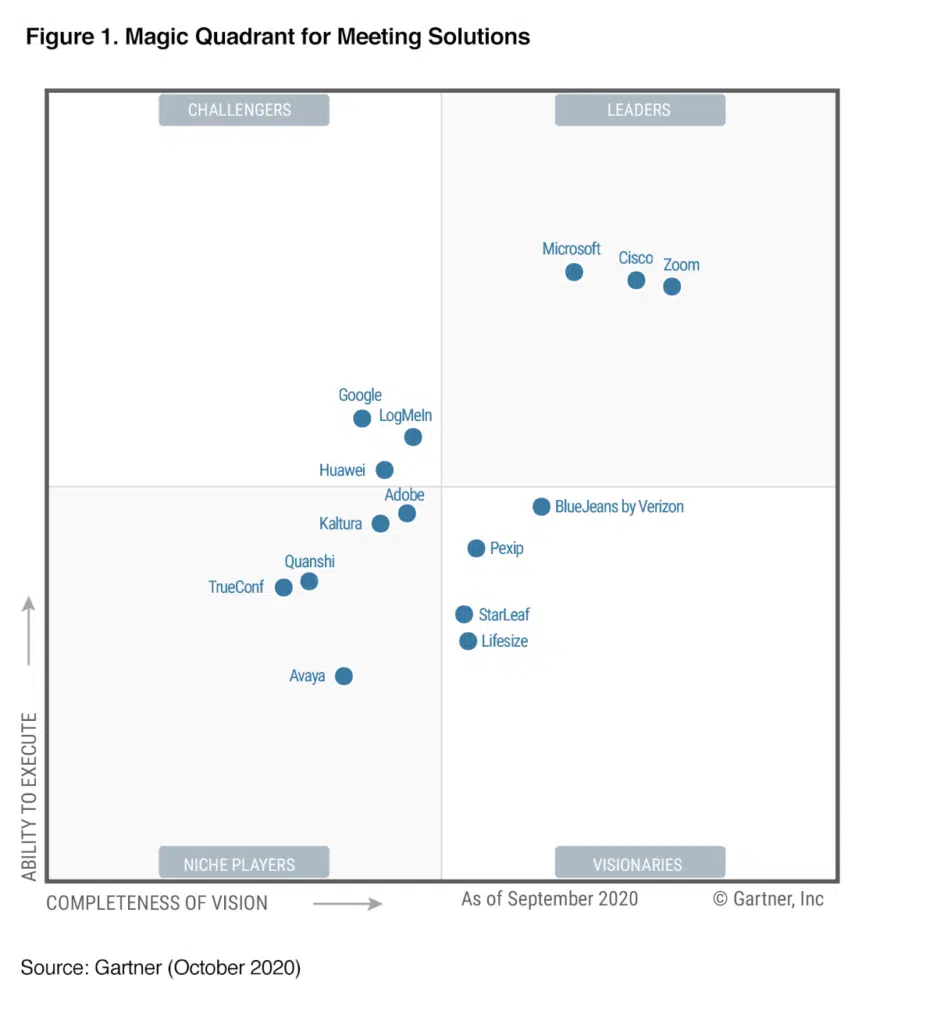 Figure 1. Magic Quadrant for Meeting Solutions
CHALLENGERS
LEADERS
Microsoft
Cisco
Zoom
Google
LogMeIn
Huawei
Adobe
Kaltura
BlueJeans by Verizon
Pexip
Quanshi
TrueConf
StarLeaf
Lifesize
Avaya
ABILITY TO EXECUTE
NICHE PLAYERS
VISIONARIES
COMPLETENESS OF VISION
As of September 2020
© Gartner, Inc
Source: Gartner (October 2020)